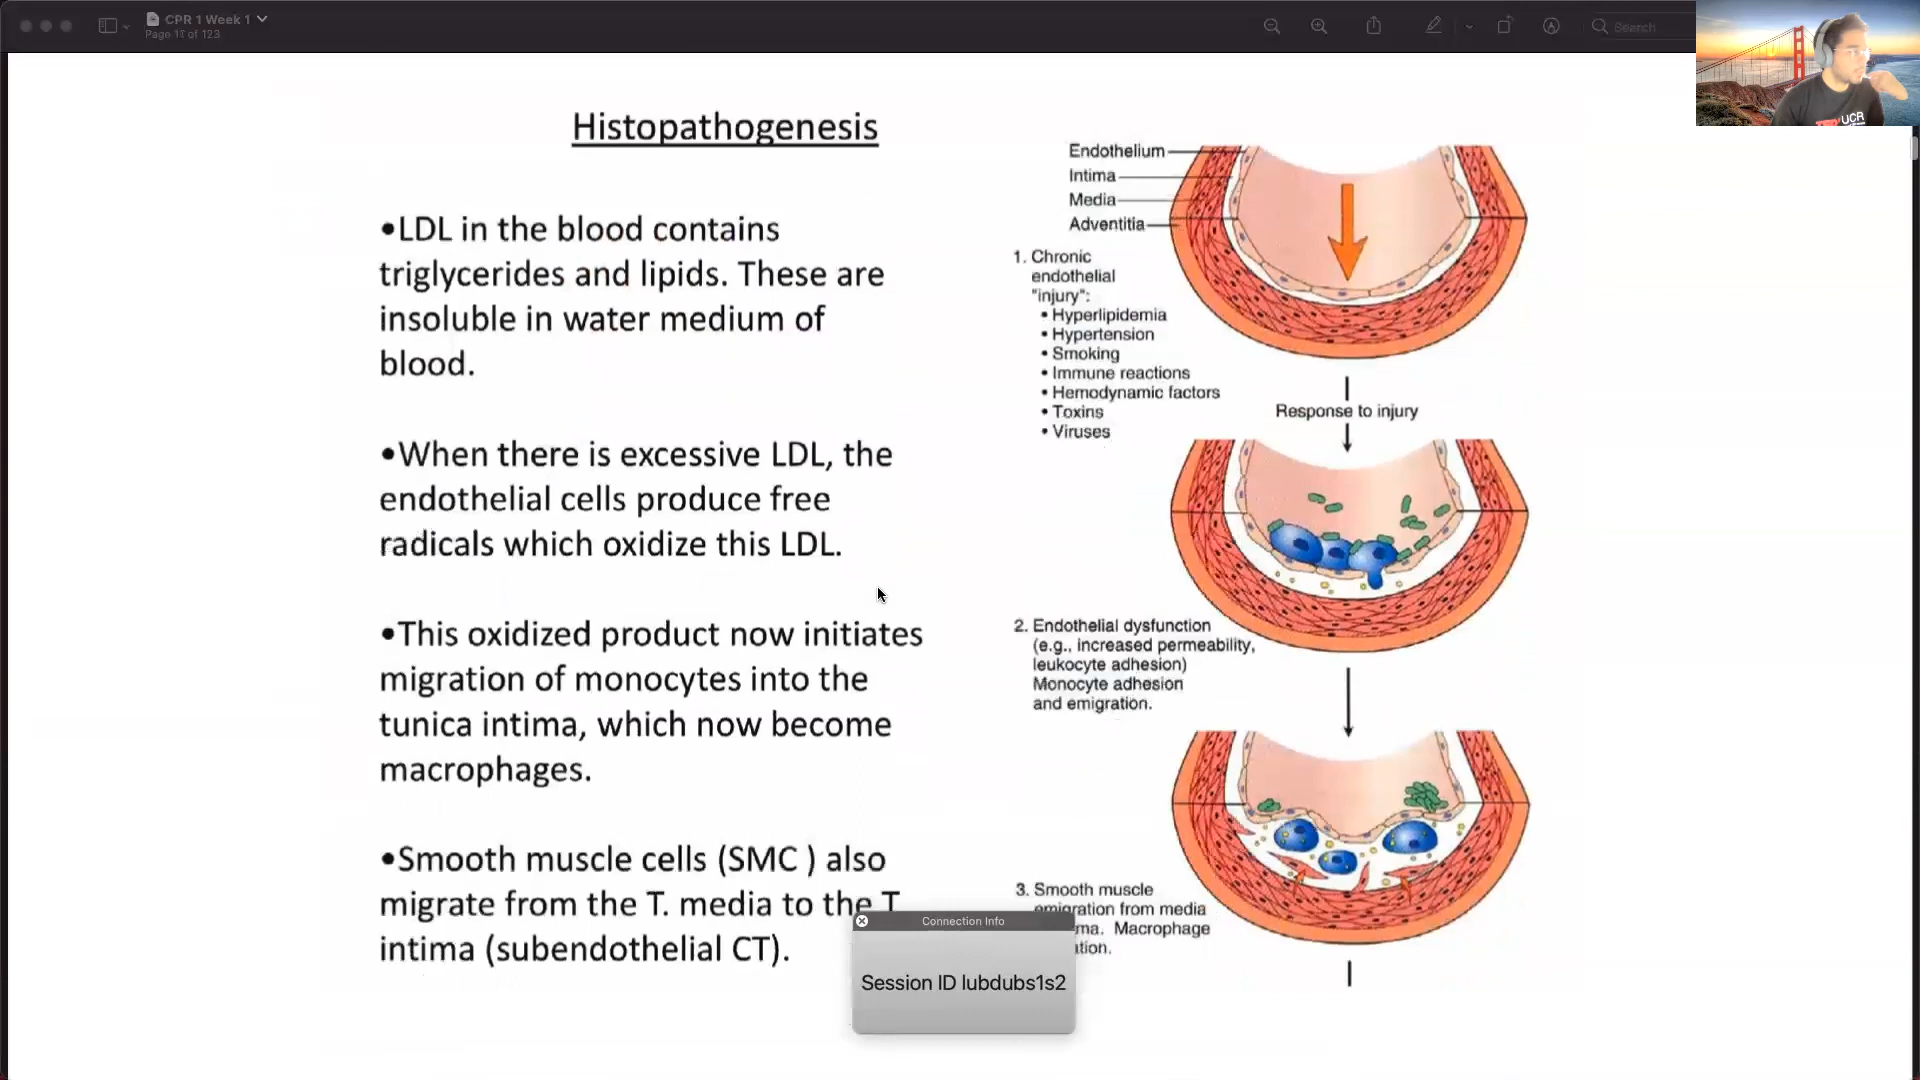 CPR 1 Week 1
Page 11 of 123
Search
UCR
Histopathogenesis
•LDL in the blood contains
triglycerides and lipids. These are
insoluble in water medium of
blood.
•When there is excessive LDL, the
endothelial cells produce free
radicals which oxidize this LDL.
•This oxidized product now initiates
migration of monocytes into the
tunica intima, which now become
macrophages.
•Smooth muscle cells (SMC ) also
migrate from the T. media to the T.
intima (subendothelial CT).
Endothelium
Intima
Media
Adventitia
1. Chronic
endothelial
"injury":
• Hyperlipidemia
• Hypertension
• Smoking
• Immune reactions
• Hemodynamic factors
• Toxins
• Viruses
Response to injury
2. Endothelial dysfunction
(e.g., increased permeability,
leukocyte adhesion)
Monocyte adhesion
and emigration.
3. Smooth muscle
emigration from media
Macrophage
Connection Info
Session ID lubdubs1s2